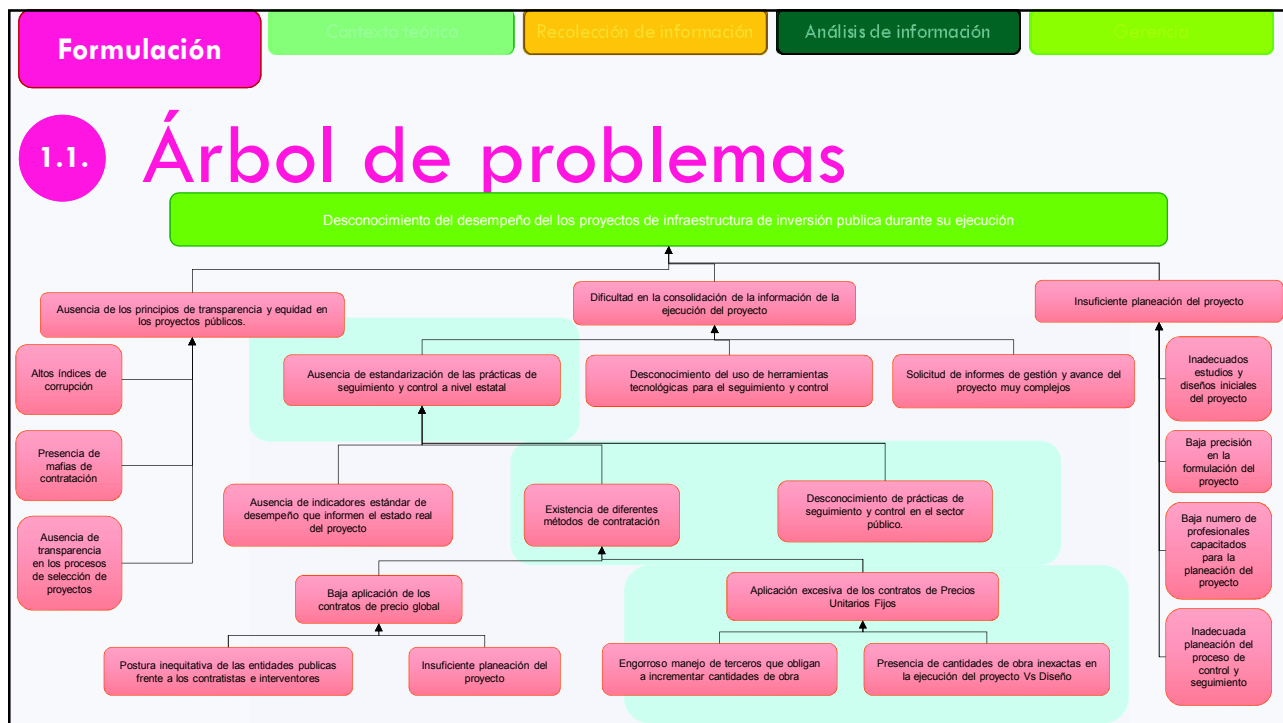 Formulación
Contexto teórico
Recolección de información
Análisis de información
Gerencia
1.1.
Árbol de problemas
Desconocimiento del desempeño del los proyectos de infraestructura de inversión publica durante su ejecución
Ausencia de los principios de transparencia y equidad en
los proyectos públicos.
Dificultad en la consolidación de la información de la
ejecución del proyecto
Insuficiente planeación del proyecto
Altos índices de
corrupción
Ausencia de estandarización de las prácticas de
seguimiento y control a nivel estatal
Desconocimiento del uso de herramientas
tecnológicas para el seguimiento y control
Solicitud de informes de gestión y avance del
proyecto muy complejos
Inadecuados
estudios y
diseños iniciales
del proyecto
Presencia de
mafias de
contratación
Baja precisión
en la
formulación del
proyecto
Ausencia de indicadores estándar de
desempeño que informen el estado real
del proyecto
Existencia de diferentes
métodos de contratación
Desconocimiento de prácticas de
seguimiento y control en el sector
público.
Ausencia de
transparencia
en los procesos
de selección de
proyectos
Baja numero de
profesionales
capacitados
para la
planeación del
proyecto
Baja aplicación de los
contratos de precio global
Aplicación excesiva de los contratos de Precios
Unitarios Fijos
Postura inequitativa de las entidades publicas
frente a los contratistas e interventores
Insuficiente planeación del
proyecto
Engorroso manejo de terceros que obligan
a incrementar cantidades de obra
Presencia de cantidades de obra inexactas en
la ejecución del proyecto Vs Diseño
Inadecuada
planeación del
proceso de
control y
seguimiento